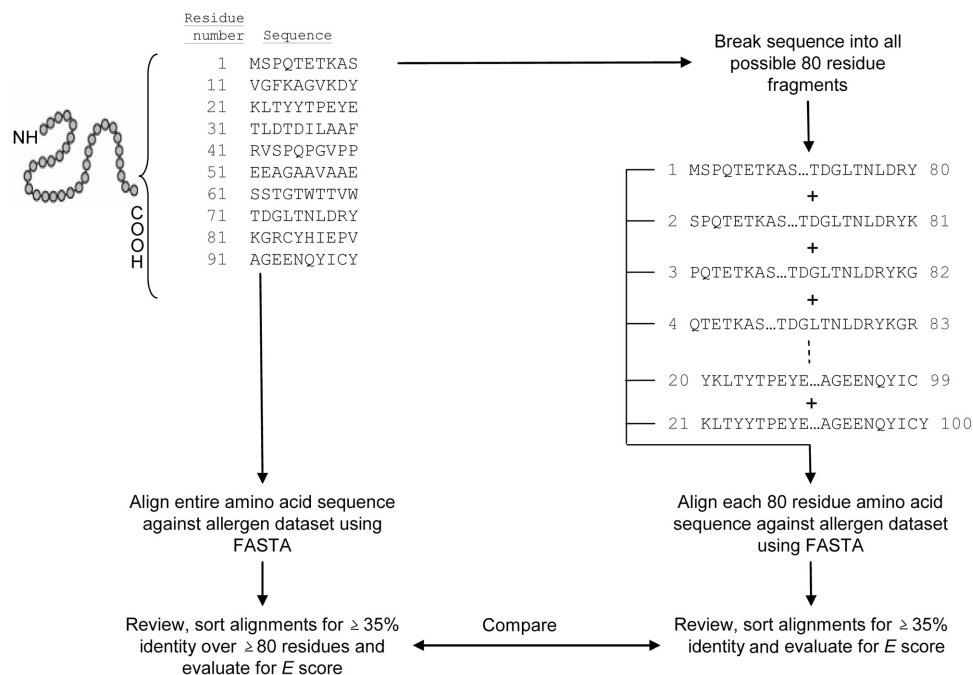 Residue
number Sequence
1 MSPQTETKAS
11 VGFKAGVKDY
21 KLTYYTPEYE
31 TLDTDILAAF
41 RVSPQPGVPP
51 EEAGAAVAAE
61 SSTGTWTTVW
71 TDGLTNLDRY
81 KGRCYHIEPV
91 AGEENQYICY
NH
C
O
O
H
Break sequence into all
possible 80 residue
fragments
1 MSPQTETKAS…TDGLTNLDRY 80
+
2 SPQTETKAS…TDGLTNLDRYK 81
+
3 PQTETKAS…TDGLTNLDRYKG 82
+
4 QTETKAS…TDGLTNLDRYKGR 83
20 YKLTYTPEYE…AGEENQYIC 99
+
21 KLTYYTPEYE…AGEENQYICY 100
Align entire amino acid sequence
against allergen dataset using
FASTA
Align each 80 residue amino acid
sequence against allergen dataset
using FASTA
Review, sort alignments for ≥ 35%
identity over ≥ 80 residues and
evaluate for E score
Compare
Review, sort alignments for ≥ 35%
identity and evaluate for E score